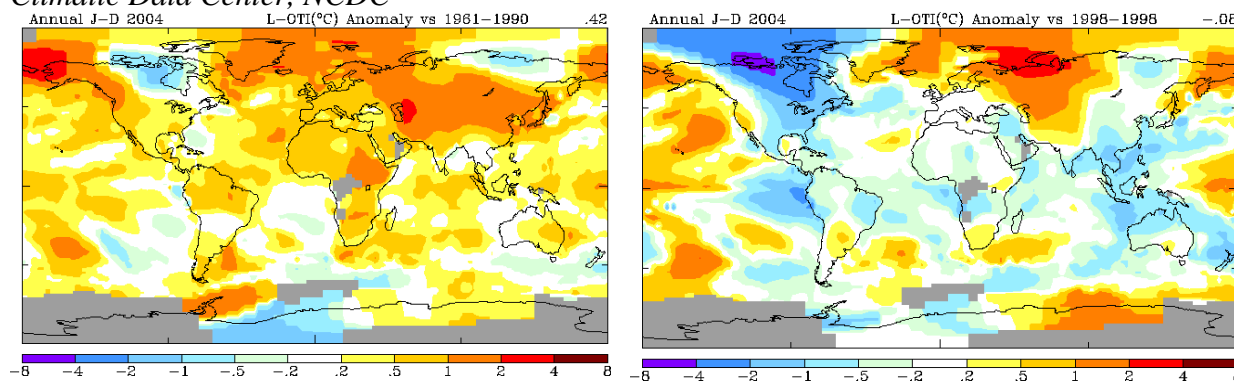 Climatic Data Center, NCDC
Annual J-D 2004 L-OTI(°C) Anomaly vs 1961-1990 .42
Annual J-D 2004 L-OTI(°C) Anomaly vs 1998-1998 -.08
-8 -4 -2 -1 -.5 -.2 .2 .5 1 2 4 8
-8 -4 -2 -1 -.5 -.2 .2 .5 1 2 4